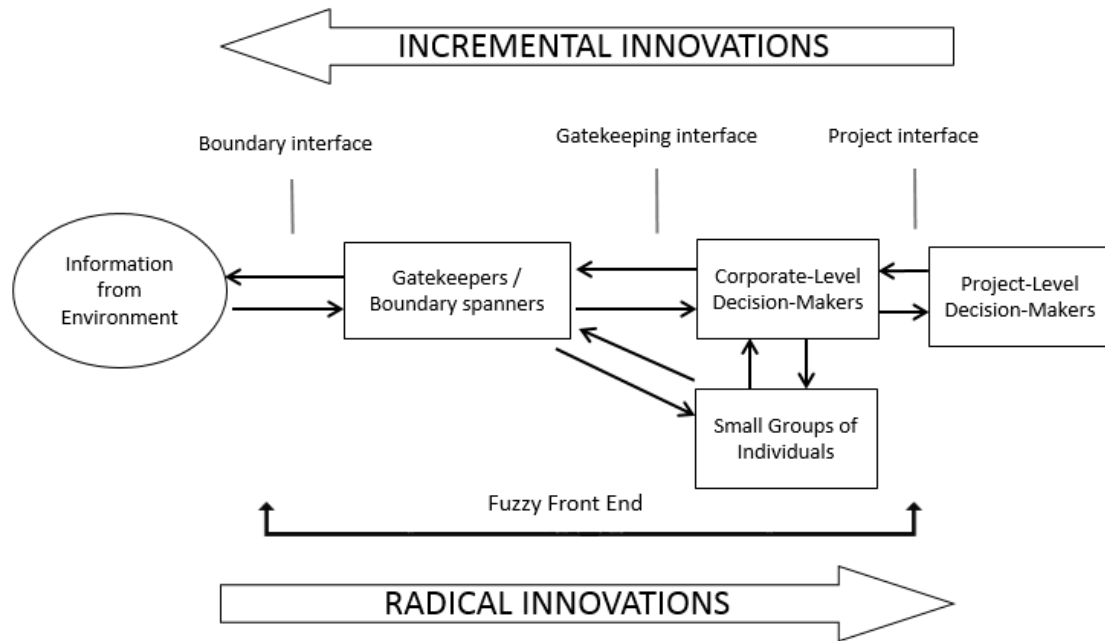 INCREMENTAL INNOVATIONS
Boundary interface
Gatekeeping interface
Project interface
Information
from
Environment
Gatekeepers /
Boundary spanners
Corporate-Level
Decision-Makers
Project-Level
Decision-Makers
Small Groups of
Individuals
Fuzzy Front End
RADICAL INNOVATIONS